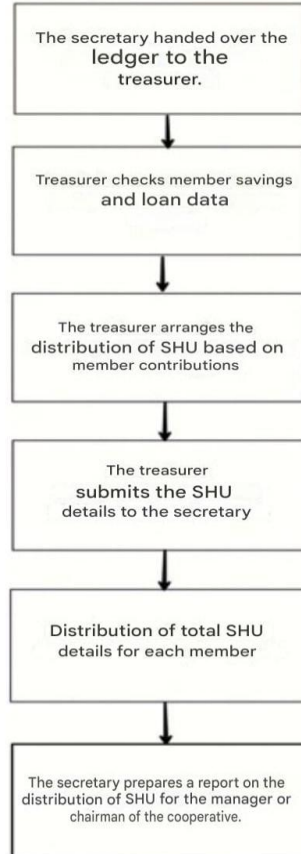 The secretary handed over the
ledger to the
treasurer.
Treasurer checks member savings
and loan data
The treasurer arranges the
distribution of SHU based on
member contributions
The treasurer
submits the SHU
details to the secretary
Distribution of total SHU
details for each member
The secretary prepares a report on the
distribution of SHU for the manager or
chairman of the cooperative.